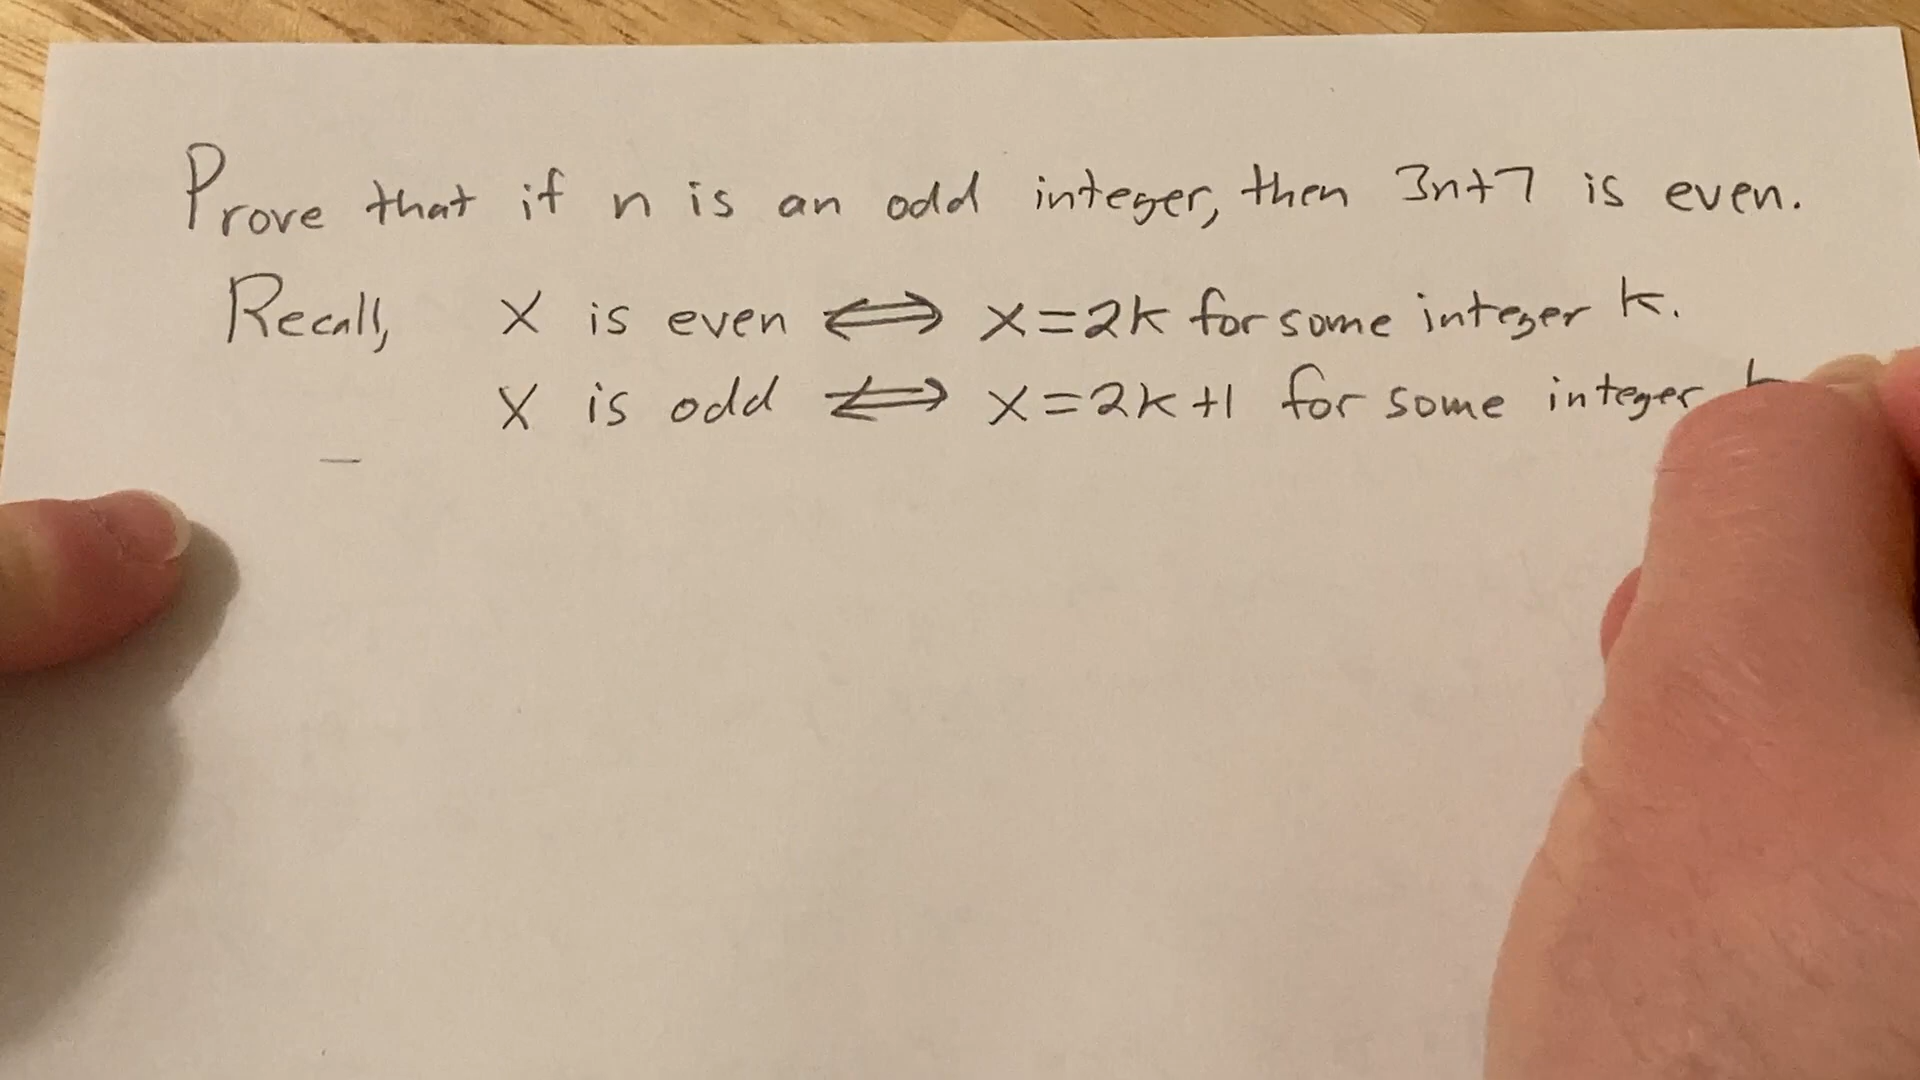 Prove that if n is an odd integer, then 3n+7 is even.
Recall, X is even ⟺ x=2k for some integer k.
X is odd ⟺ x=2k+1 for some integer